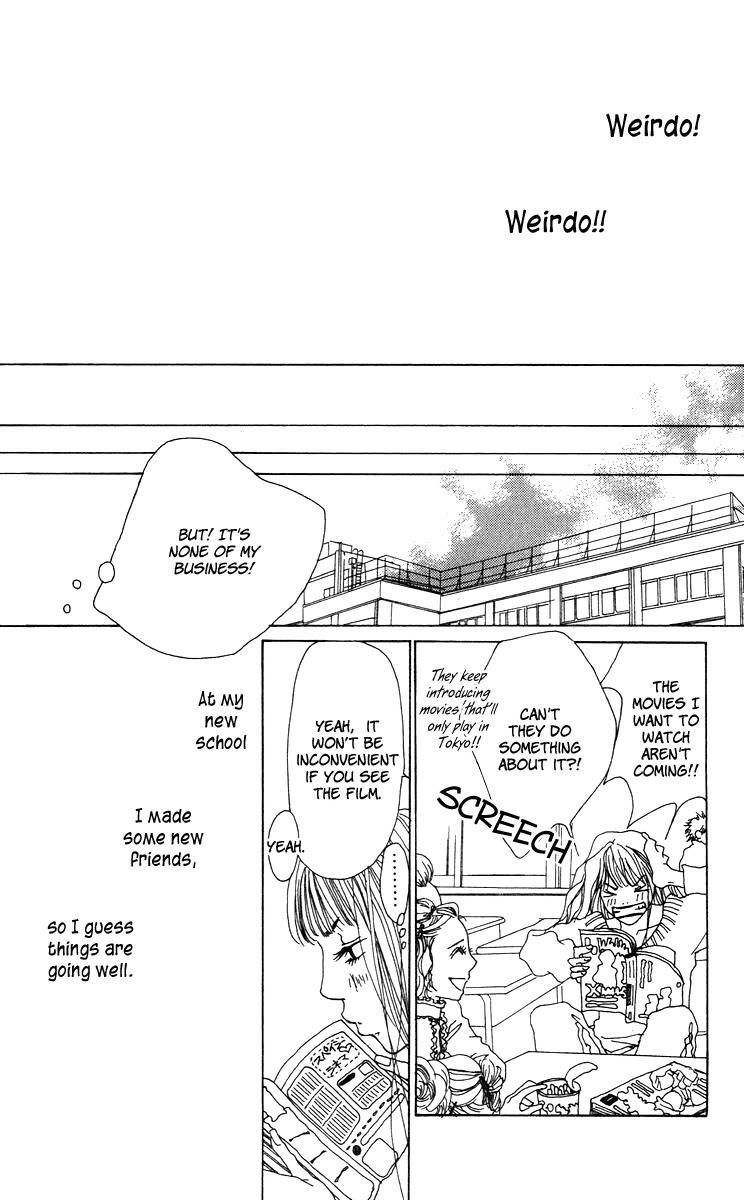 Weirdo!
Weirdo!!
BUT! IT'S
NONE OF MY
BUSINESS!
THE
MOVIES I
WANT TO
WATCH
AREN'T
COMING!!
CAN'T
THEY DO
SOMETHING
ABOUT IT?!
They keep
introducing
movies that'll
only play in
Tokyo!!
SCREECH
YEAH, IT
WON'T BE
INCONVENIENT
IF YOU SEE
THE FILM.
YEAH.
........
At my
new
school
I made
some new
friends,
so I guess
things are
going well.